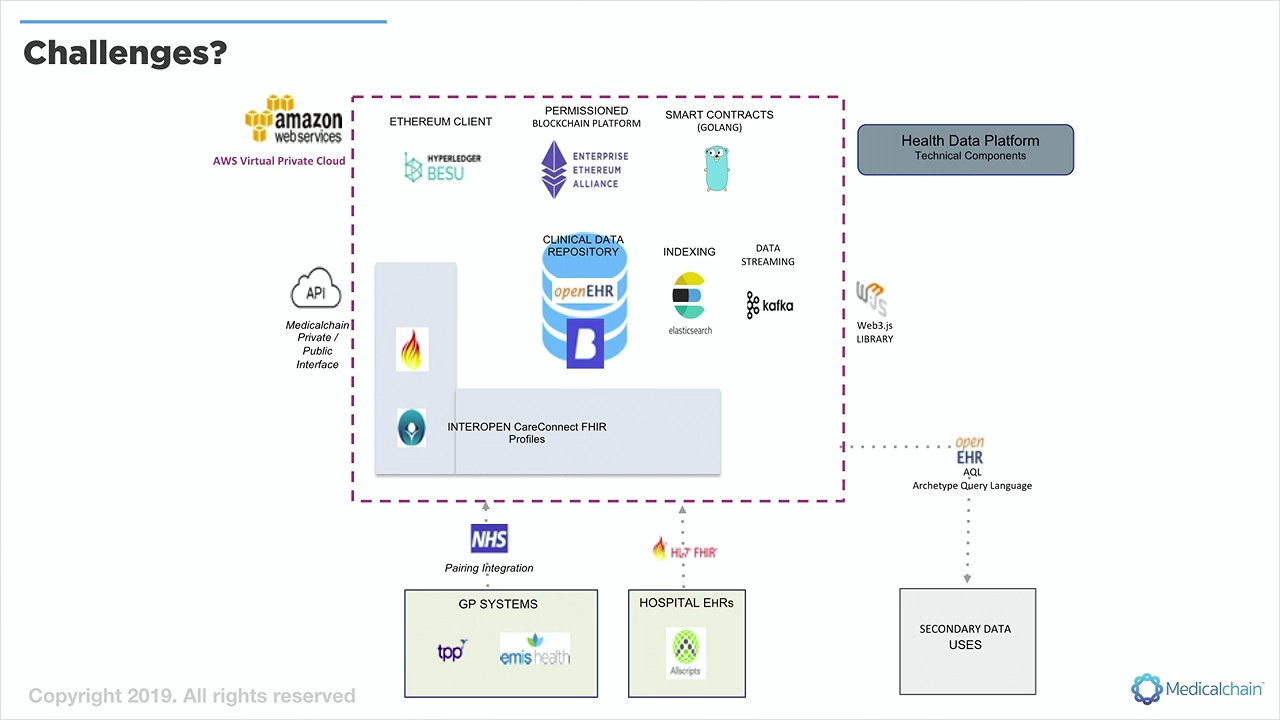 Challenges?
amazon
webservices
AWS Virtual Private Cloud
ETHEREUM CLIENT
HYPERLEDGER
BESU
PERMISSIONED
BLOCKCHAIN PLATFORM
ENTERPRISE
ETHEREUM
ALLIANCE
SMART CONTRACTS
(GOLANG)
Health Data Platform
Technical Components
CLINICAL DATA
REPOSITORY
openEHR
B
INDEXING
elasticsearch
DATA
STREAMING
kafka
API
Medicalchain
Private /
Public
Interface
W3JS
Web3.js
LIBRARY
INTEROPEN CareConnect FHIR
Profiles
open
EHR
AQL
Archetype Query Language
NHS
Pairing Integration
HL7 FHIR
GP SYSTEMS
tpp
emis health
HOSPITAL EHRs
Allscripts
SECONDARY DATA
USES
Copyright 2019. All rights reserved
Medicalchain™